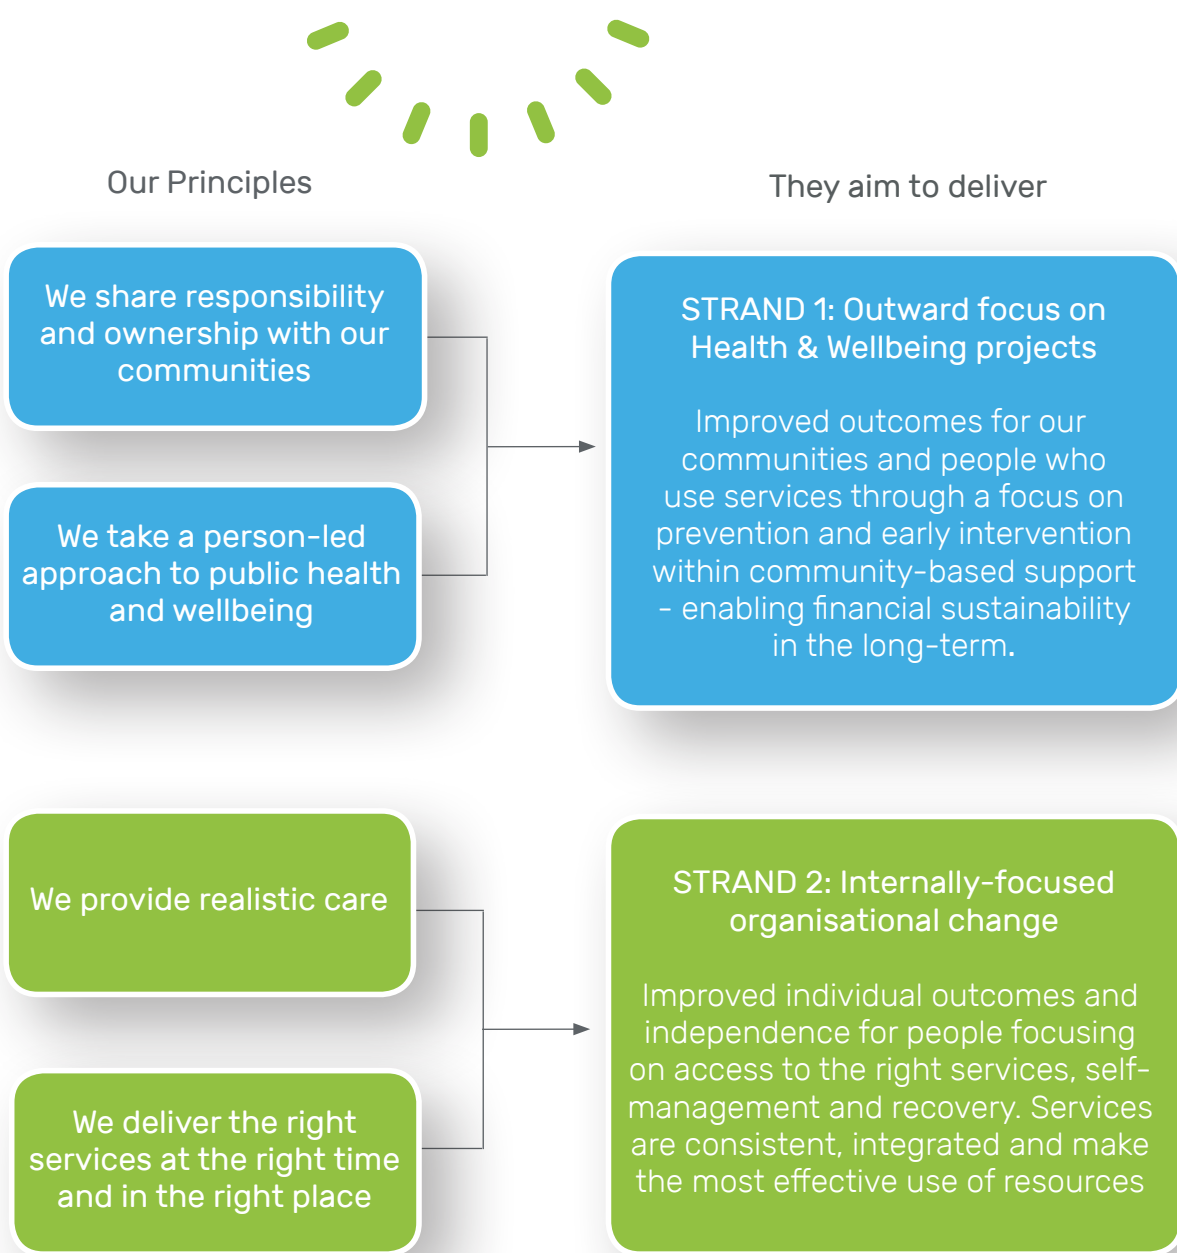 Our Principles
They aim to deliver
We share responsibility
and ownership with our
communities
We take a person-led
approach to public health
and wellbeing
STRAND 1: Outward focus on
Health & Wellbeing projects
Improved outcomes for our
communities and people who
use services through a focus on
prevention and early intervention
within community-based support
- enabling financial sustainability
in the long-term.
We provide realistic care
We deliver the right
services at the right time
and in the right place
STRAND 2: Internally-focused
organisational change
Improved individual outcomes and
independence for people focusing
on access to the right services, self-
management and recovery. Services
are consistent, integrated and make
the most effective use of resources